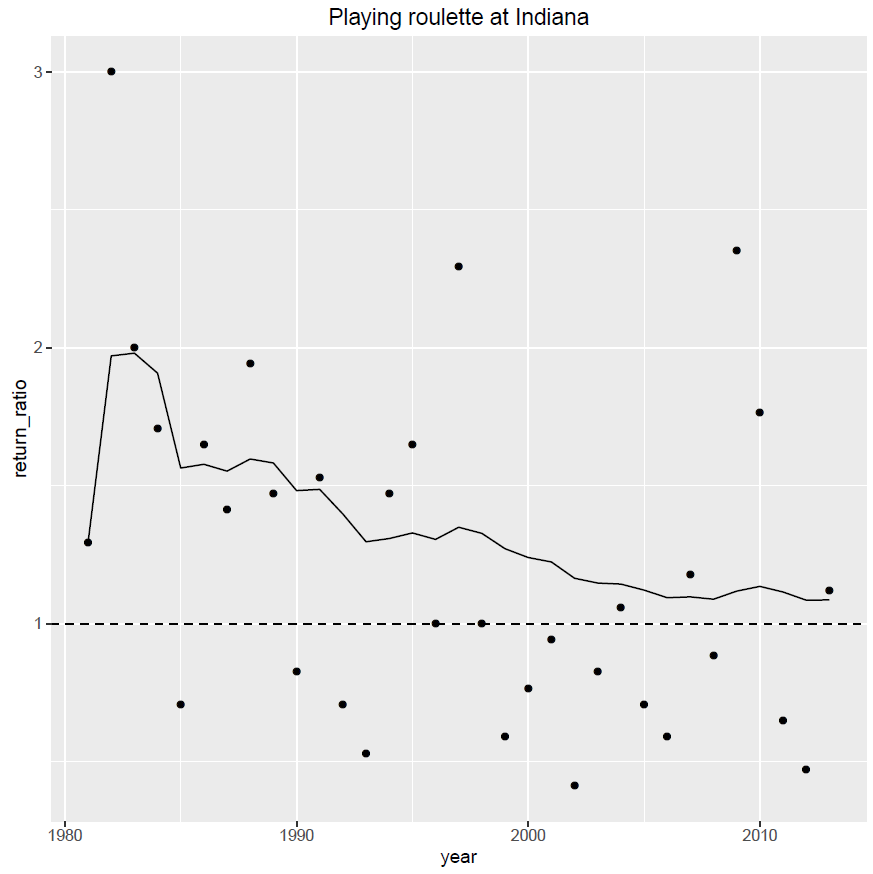 Playing roulette at Indiana
return_ratio
3
2
1
1980 1990 2000 2010
year